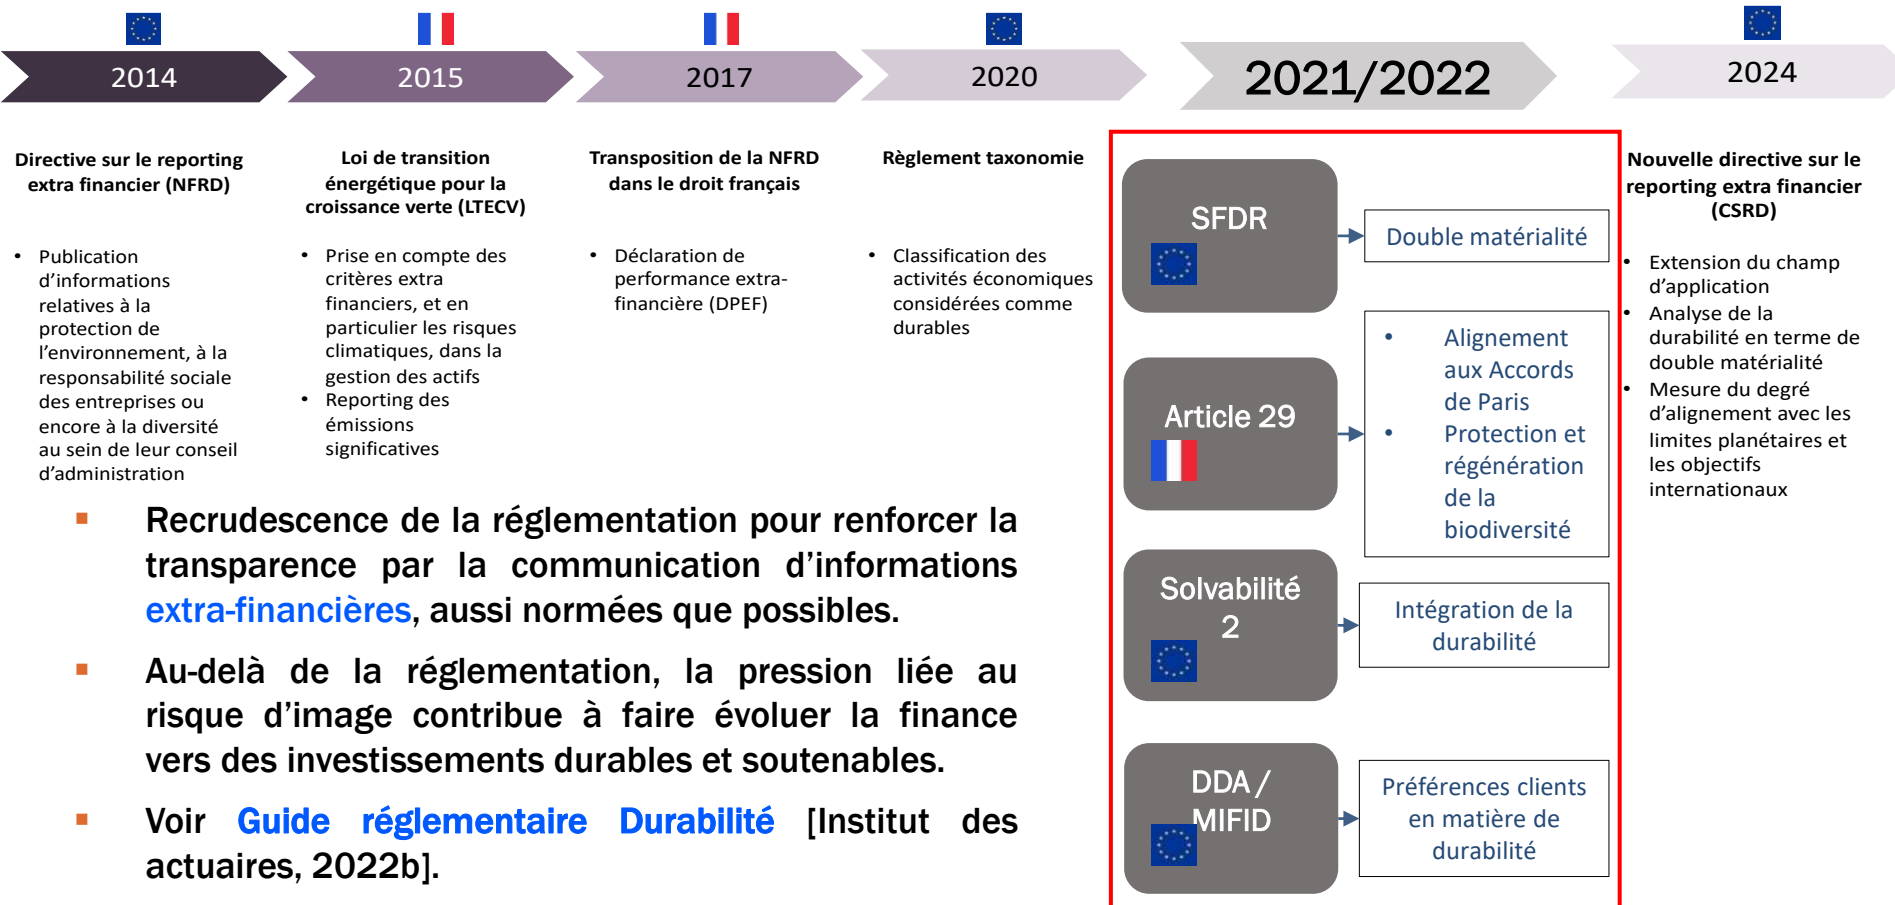 2014
2015
2017
2020
2021/2022
2024
Directive sur le reporting
extra financier (NFRD)
• Publication
d’informations
relatives à la
protection de
l’environnement, à la
responsabilité sociale
des entreprises ou
encore à la diversité
au sein de leur conseil
d’administration
Loi de transition
énergétique pour la
croissance verte (LTECV)
• Prise en compte des
critères extra
financiers, et en
particulier les risques
climatiques, dans la
gestion des actifs
• Reporting des
émissions
significatives
Transposition de la NFRD
dans le droit français
• Déclaration de
performance extra-
financière (DPEF)
Règlement taxonomie
• Classification des
activités économiques
considérées comme
durables
SFDR
Double matérialité
Article 29
• Alignement
aux Accords
de Paris
• Protection et
régénération
de la
biodiversité
Solvabilité
2
Intégration de la
durabilité
DDA /
MIFID
Préférences clients
en matière de
durabilité
Nouvelle directive sur le
reporting extra financier
(CSRD)
• Extension du champ
d’application
• Analyse de la
durabilité en terme de
double matérialité
• Mesure du degré
d’alignement avec les
limites planétaires et
les objectifs
internationaux
▪ Recrudescence de la réglementation pour renforcer la
transparence par la communication d’informations
extra-financières, aussi normées que possibles.
▪ Au-delà de la réglementation, la pression liée au
risque d’image contribue à faire évoluer la finance
vers des investissements durables et soutenables.
▪ Voir Guide réglementaire Durabilité [Institut des
actuaires, 2022b].